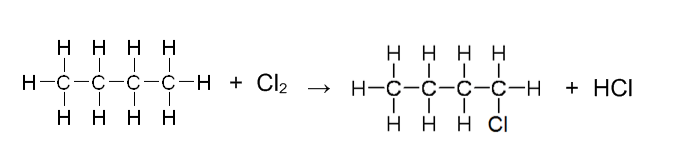 H H H H H H H H
H–C–C–C–C–H + Cl₂ → H–C–C–C–C–H + HCl
H H H H H H H Cl